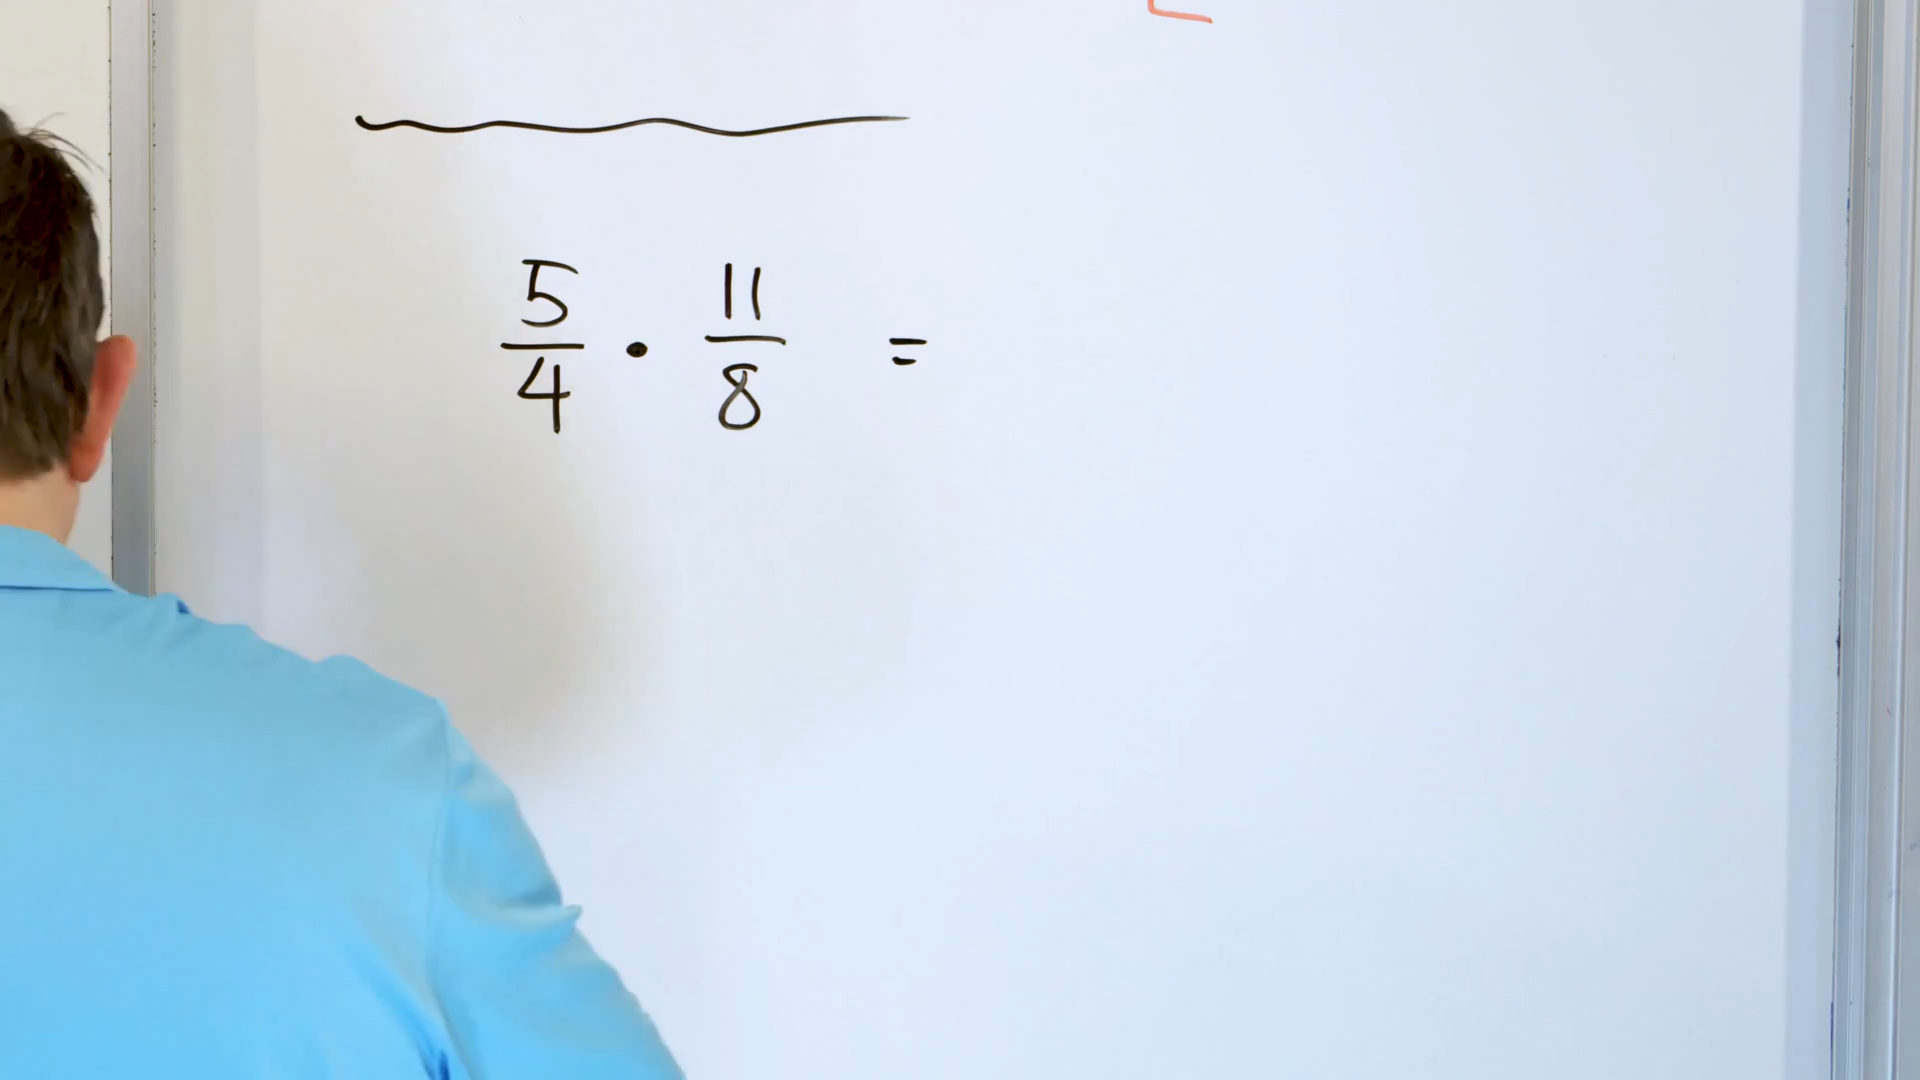 5/4 • 11/8 =